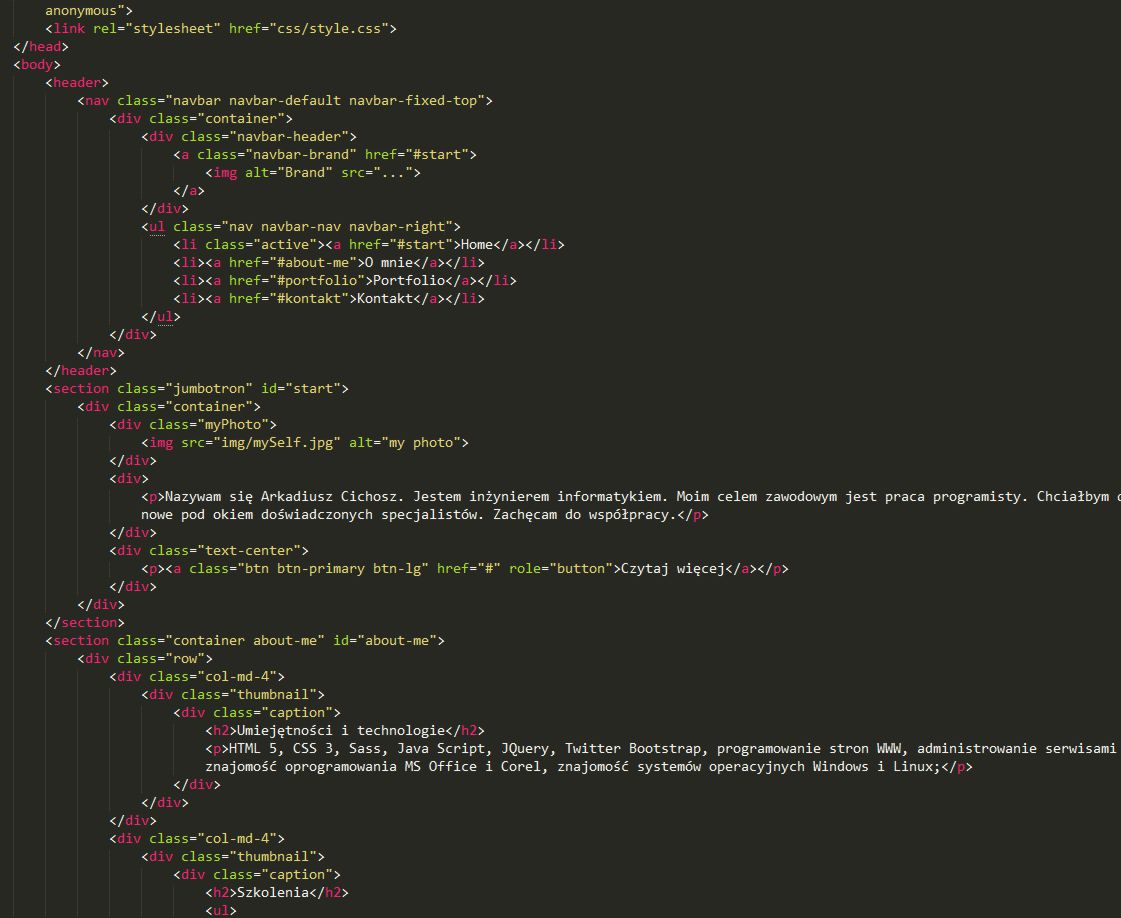 anonymous">
<link rel="stylesheet" href="css/style.css">
</head>
<body>
<header>
<nav class="navbar navbar-default navbar-fixed-top">
<div class="container">
<div class="navbar-header">
<a class="navbar-brand" href="#start">
<img alt="Brand" src="...">
</a>
</div>
<ul class="nav navbar-nav navbar-right">
<li class="active"><a href="#start">Home</a></li>
<li><a href="#about-me">O mnie</a></li>
<li><a href="#portfolio">Portfolio</a></li>
<li><a href="#kontakt">Kontakt</a></li>
</ul>
</div>
</nav>
</header>
<section class="jumbotron" id="start">
<div class="container">
<div class="myPhoto">
<img src="img/mySelf.jpg" alt="my photo">
</div>
<div>
<p>Nazywam się Arkadiusz Cichosz. Jestem inżynierem informatykiem. Moim celem zawodowym jest praca programisty. Chciałbym
nowe pod okiem doświadczonych specjalistów. Zachęcam do współpracy.</p>
</div>
<div class="text-center">
<p><a class="btn btn-primary btn-lg" href="#" role="button">Czytaj więcej</a></p>
</div>
</div>
</section>
<section class="container about-me" id="about-me">
<div class="row">
<div class="col-md-4">
<div class="thumbnail">
<div class="caption">
<h2>Umiejętności i technologie</h2>
<p>HTML 5, CSS 3, Sass, Java Script, JQuery, Twitter Bootstrap, programowanie stron WWW, administrowanie serwisami
znajomość oprogramowania MS Office i Corel, znajomość systemów operacyjnych Windows i Linux;</p>
</div>
</div>
</div>
<div class="col-md-4">
<div class="thumbnail">
<div class="caption">
<h2>Szkolenia</h2>
<ul>